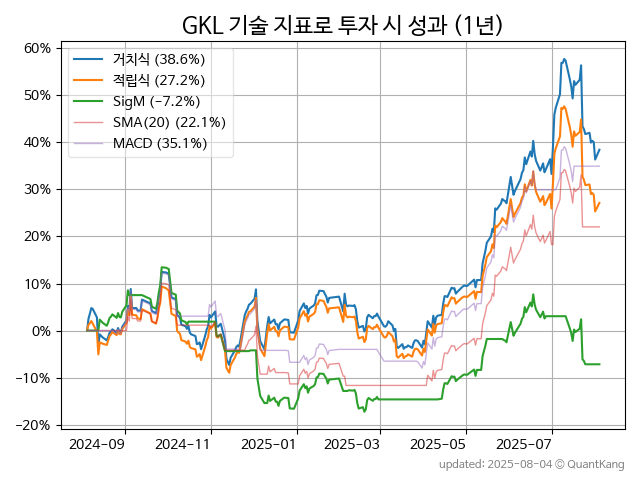 GKL 기술 지표로 투자 시 성과 (1년)
거치식 (38.6%)
적립식 (27.2%)
SigM (−7.2%)
SMA(20) (22.1%)
MACD (35.1%)
60%
50%
40%
30%
20%
10%
0%
−10%
−20%
2024-09
2024-11
2025-01
2025-03
2025-05
2025-07
updated: 2025-08-04 © QuantKang